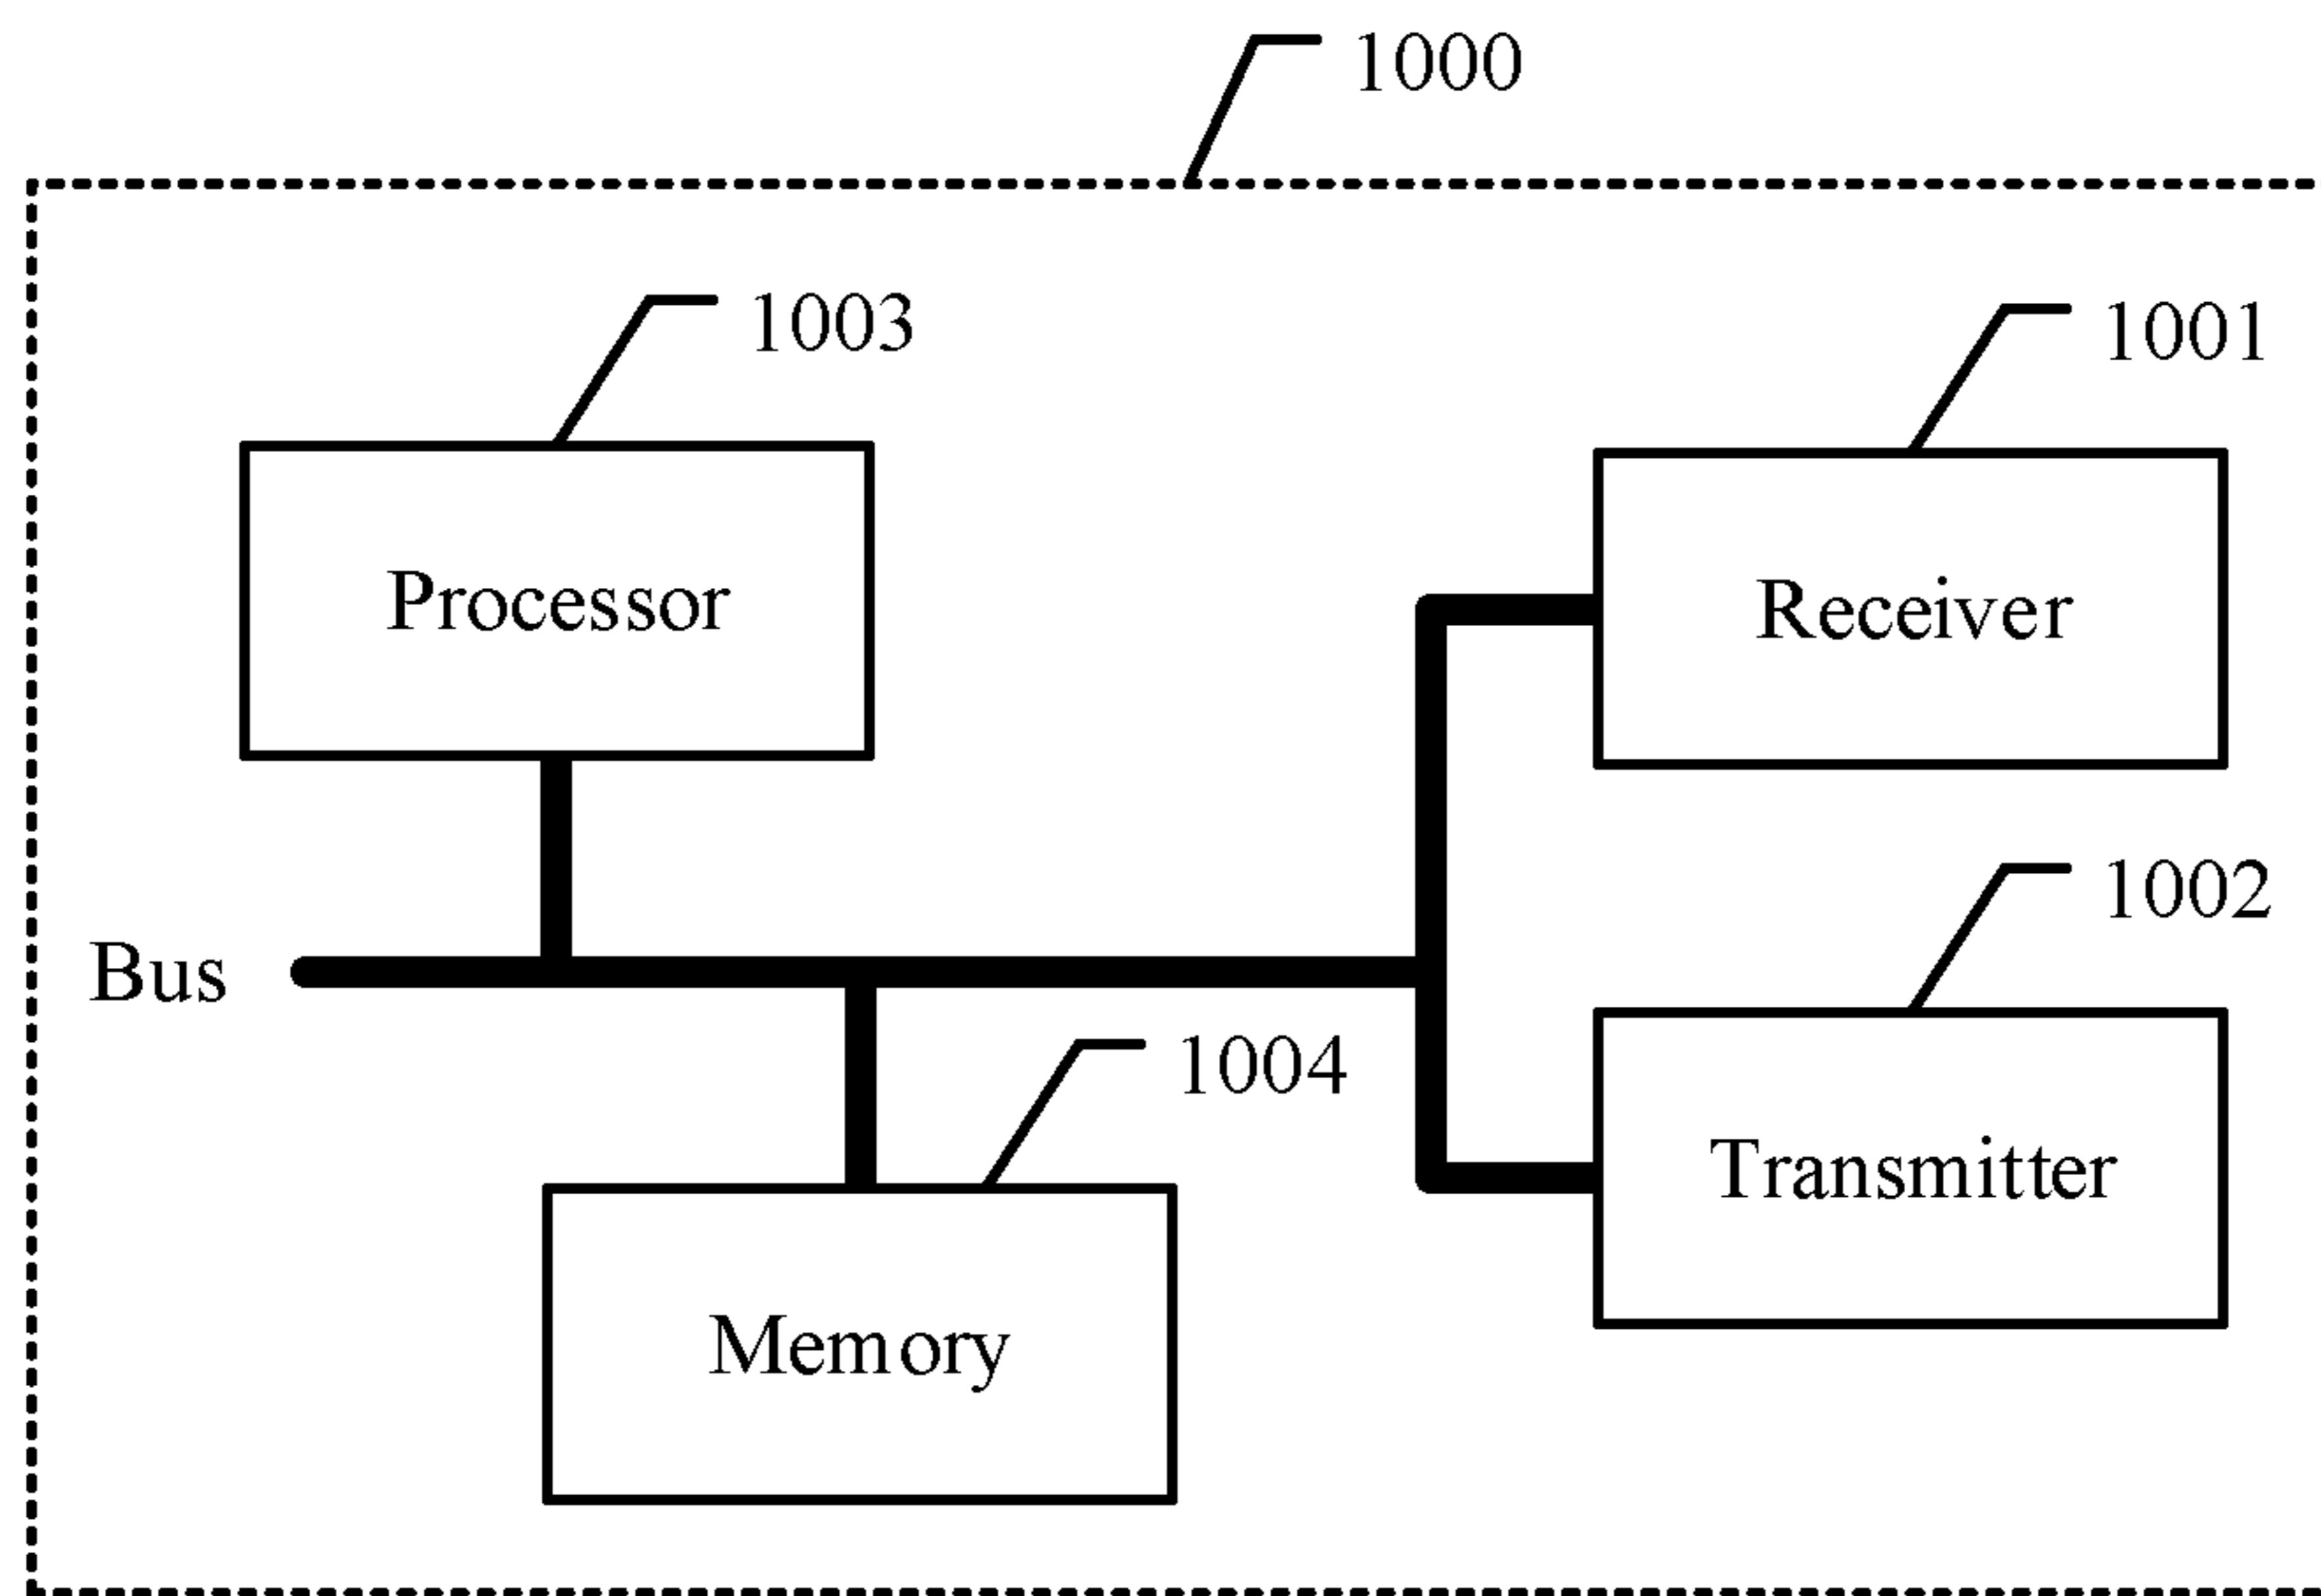 1000
1003
1001
Processor
Receiver
1002
Bus
1004
Transmitter
Memory